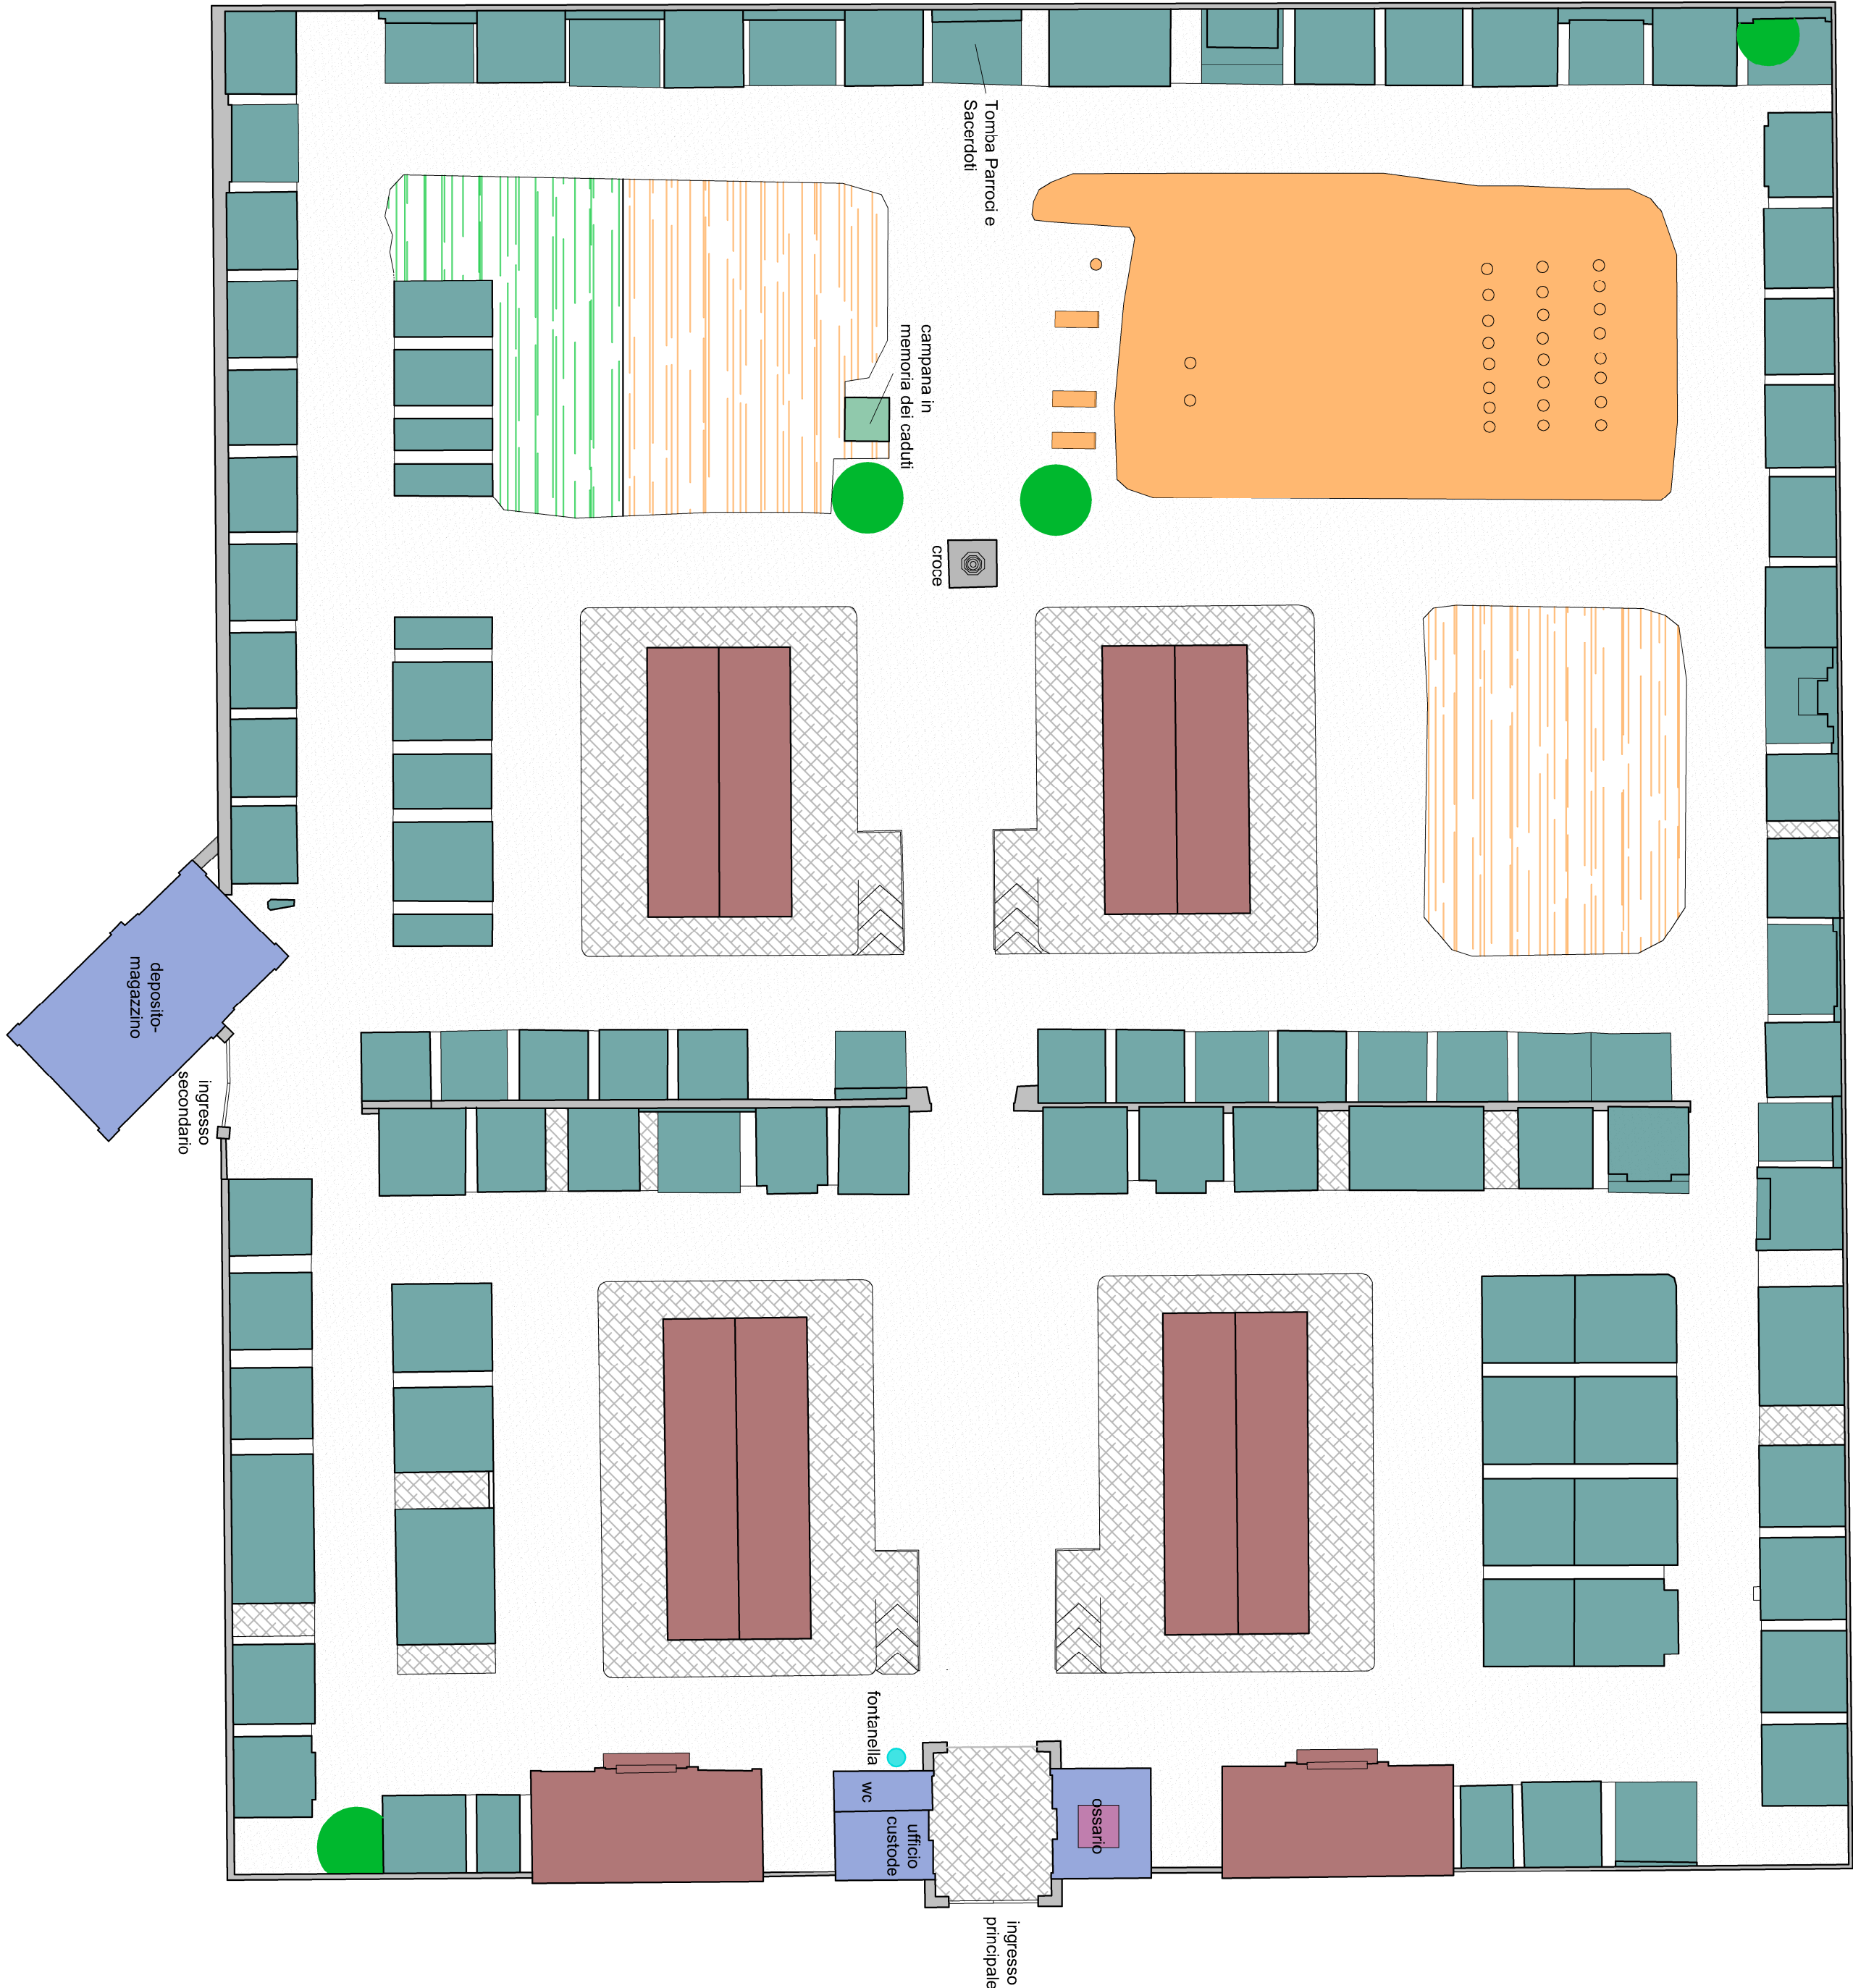 Tomba Parroci e
Sacerdoti
campana in
memoria dei caduti
croce
deposito-
magazzino
ingresso
secondario
fontanella
wc
ufficio
custode
ossario
ingresso
principale